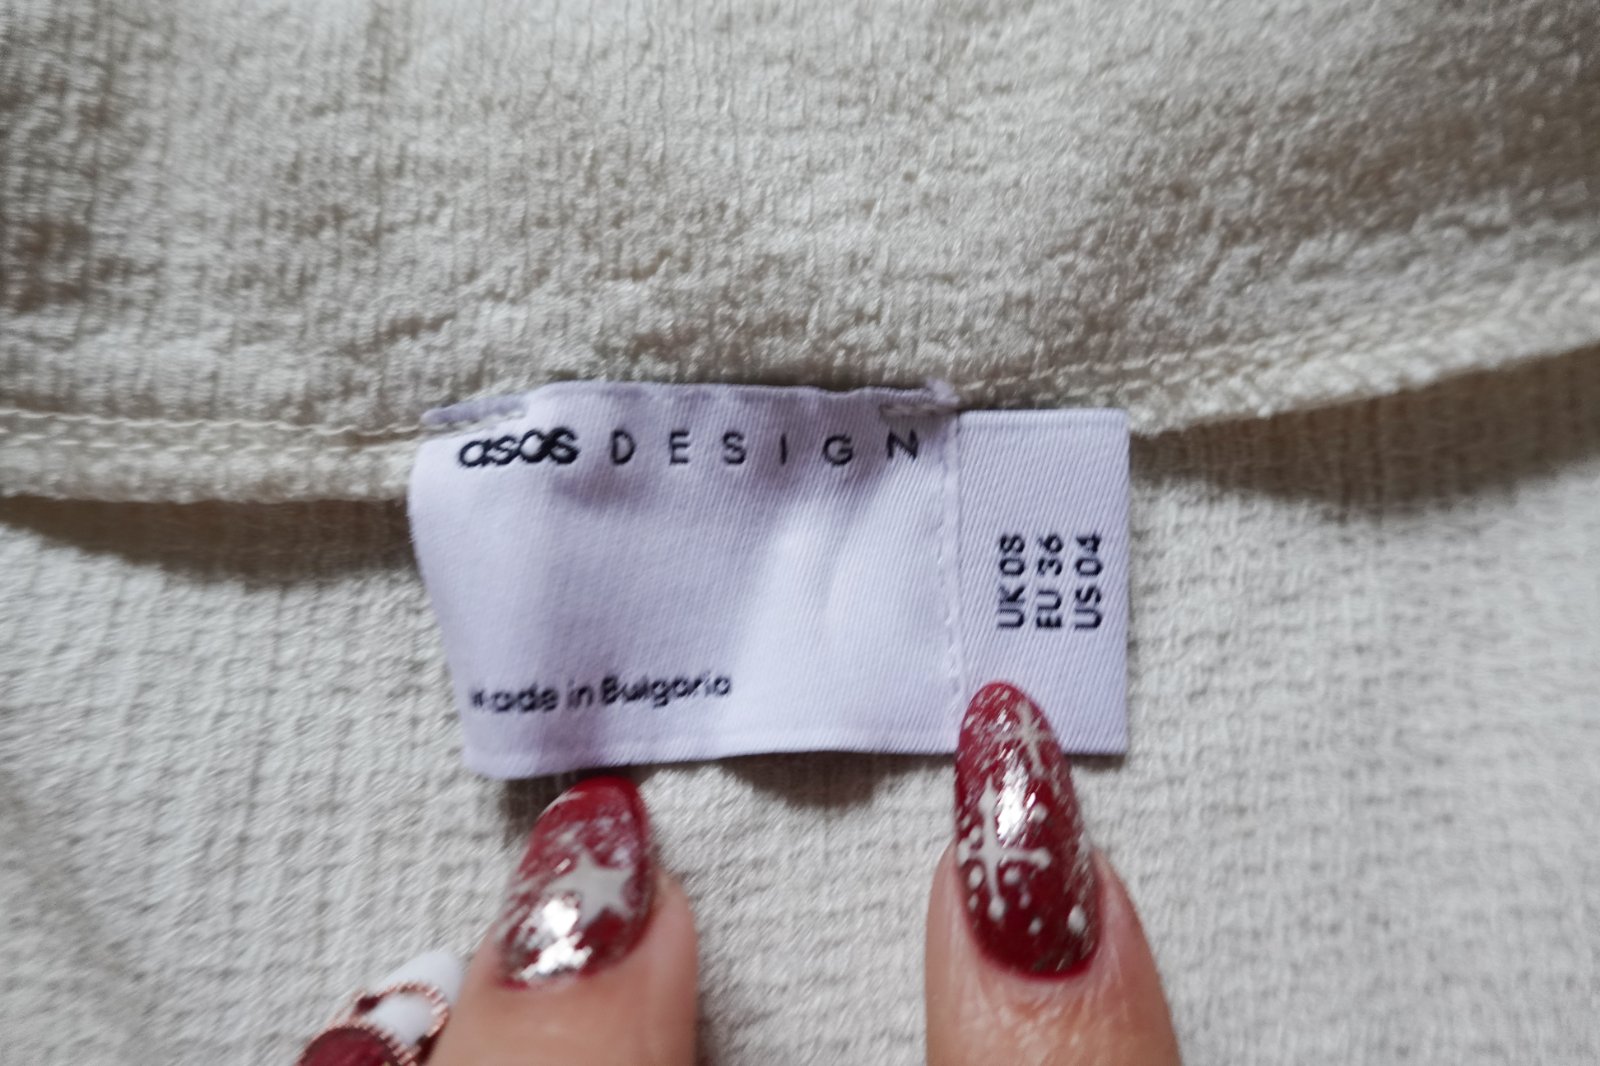 asos DESIGN
Made in Bulgaria
UK 08
EU 36
US 04